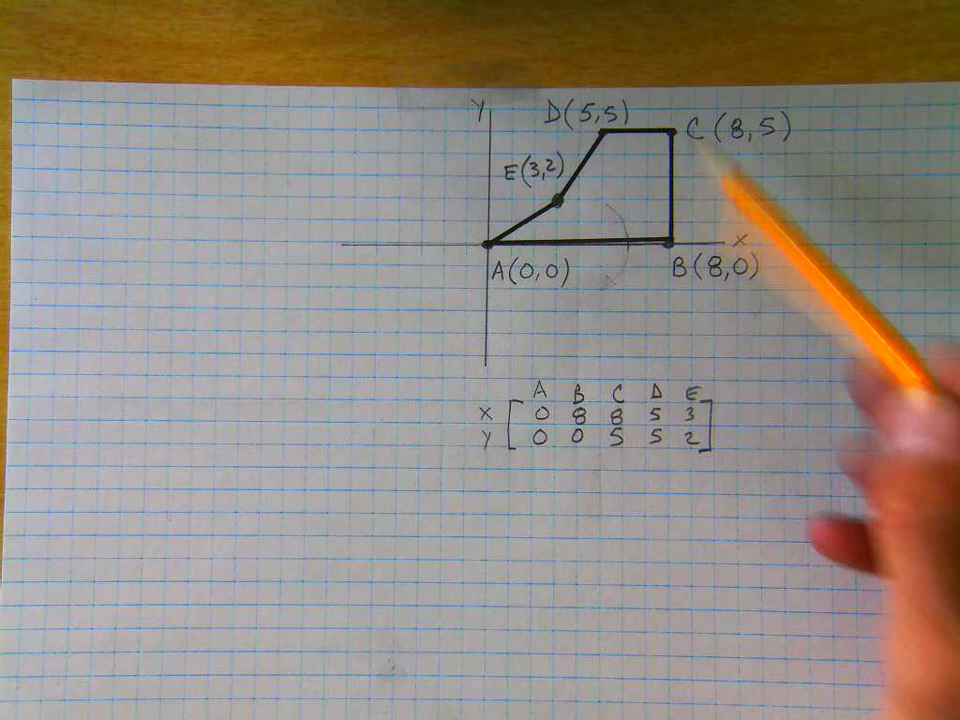 Y D(5,5) C(8,5)
E(3,2)
X
A(0,0) B(8,0)
A B C D E
X [ 0 8 8 5 3 ]
Y [ 0 0 5 5 2 ]